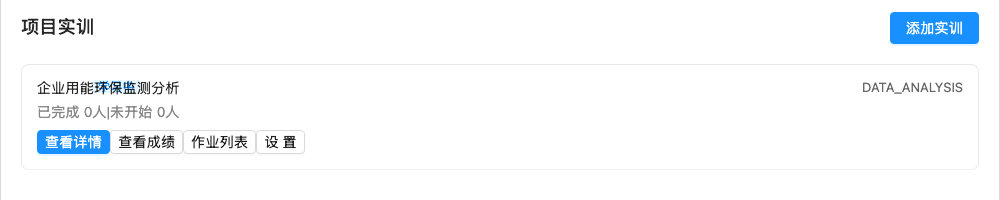 项目实训
添加实训
企业用能环保监测分析
DATA_ANALYSIS
已完成 0人|未开始 0人
查看详情 查看成绩 作业列表 设 置